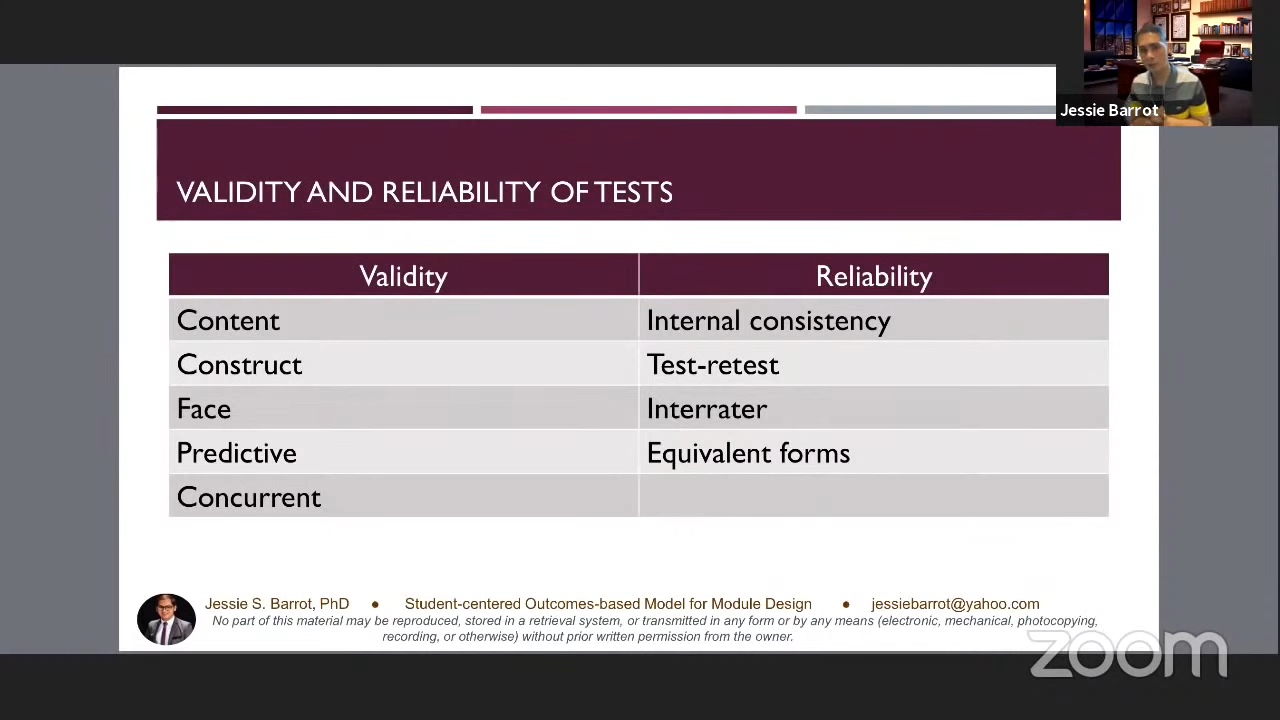 Jessie Barrot
VALIDITY AND RELIABILITY OF TESTS
Validity Reliability
Content Internal consistency
Construct Test-retest
Face Interrater
Predictive Equivalent forms
Concurrent
Jessie S. Barrot, PhD ● Student-centered Outcomes-based Model for Module Design ● jessiebarrot@yahoo.com
No part of this material may be reproduced, stored in a retrieval system, or transmitted in any form or by any means (electronic, mechanical, photocopying,
recording, or otherwise) without prior written permission from the owner.
zoom